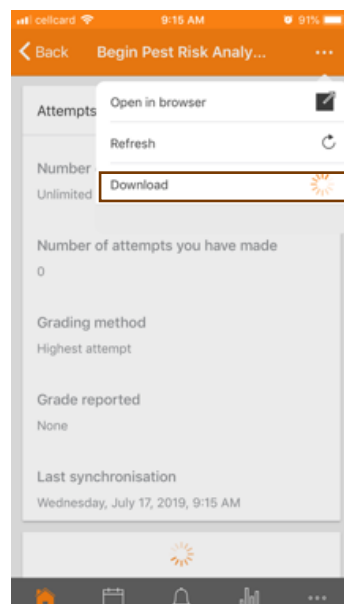 cellcard 9:15 AM 91%
Back Begin Pest Risk Analy... ...
Open in browser
Attempts
Refresh
Number
Download
Unlimited
Number of attempts you have made
0
Grading method
Highest attempt
Grade reported
None
Last synchronisation
Wednesday, July 17, 2019, 9:15 AM